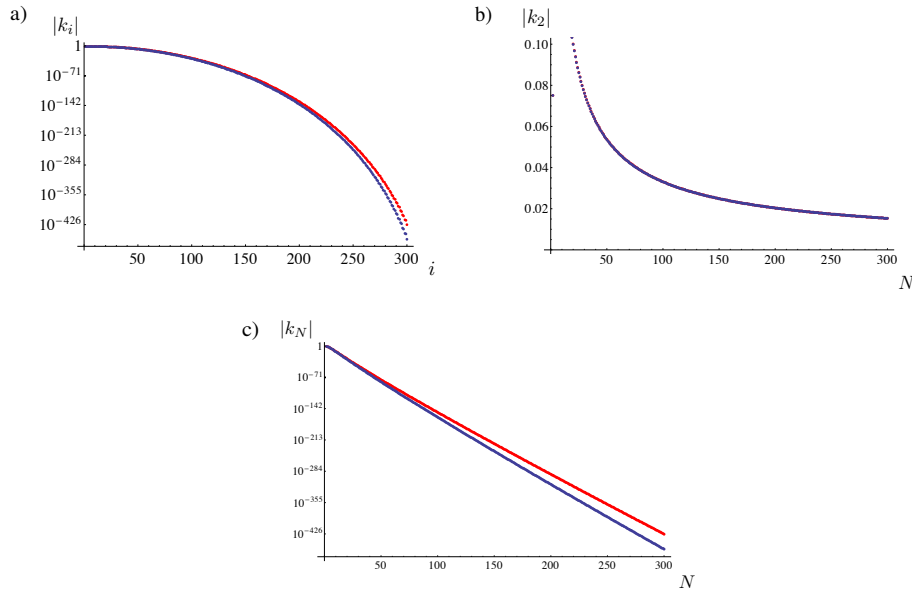 a)
|k_i|
1
10^{-71}
10^{-142}
10^{-213}
10^{-284}
10^{-355}
10^{-426}
50 100 150 200 250 300
i
b)
|k_2|
0.10
0.08
0.06
0.04
0.02
50 100 150 200 250 300
N
c)
|k_N|
1
10^{-71}
10^{-142}
10^{-213}
10^{-284}
10^{-355}
10^{-426}
50 100 150 200 250 300
N